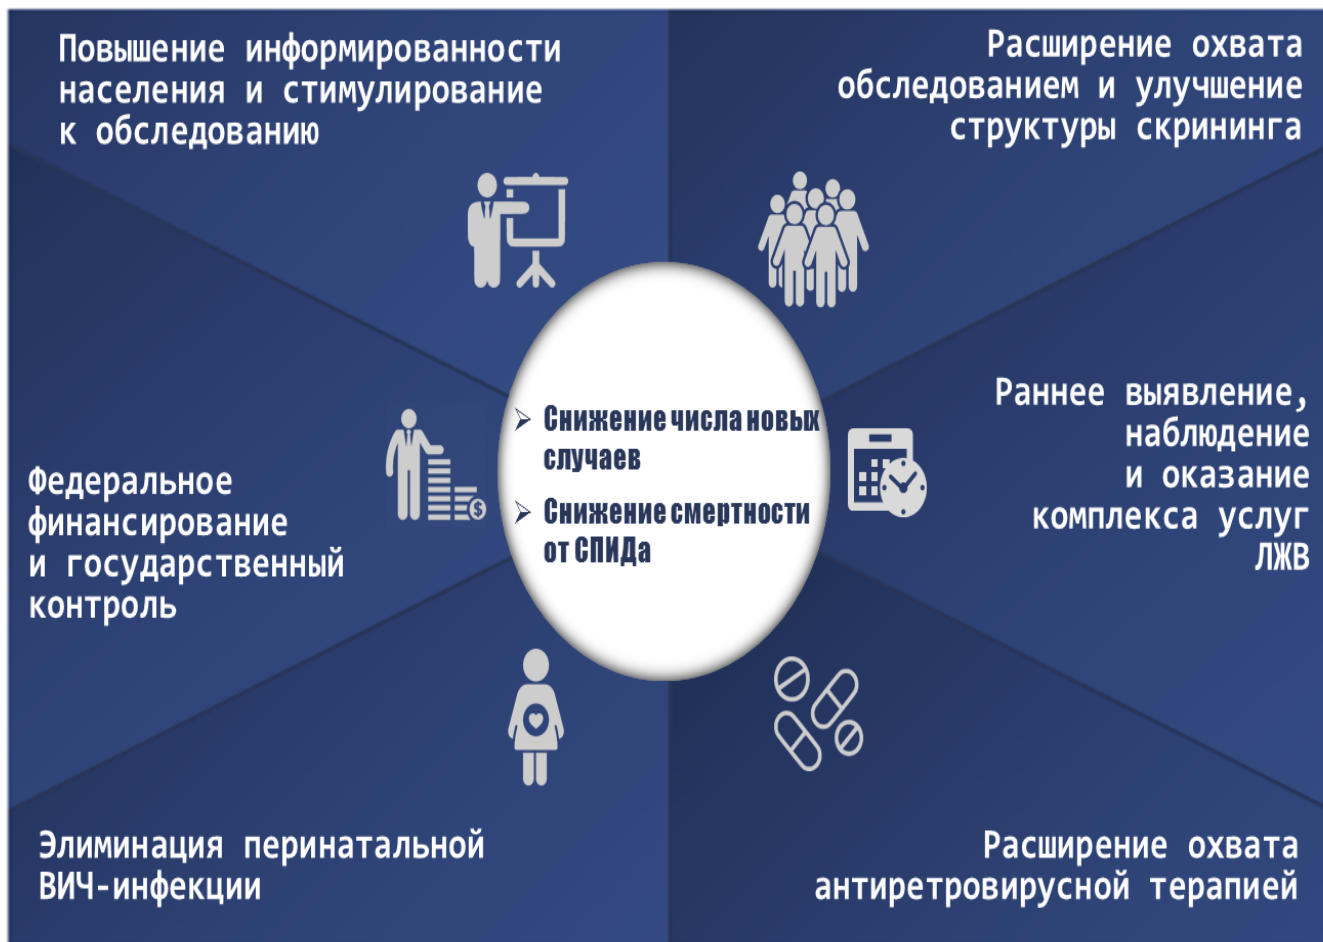 Повышение информированности
населения и стимулирование
к обследованию
Расширение охвата
обследованием и улучшение
структуры скрининга
Федеральное
финансирование
и государственный
контроль
➢ Снижение числа новых
случаев
➢ Снижение смертности
от СПИДа
Раннее выявление,
наблюдение
и оказание
комплекса услуг
ЛЖВ
$
Элиминация перинатальной
ВИЧ-инфекции
Расширение охвата
антиретровирусной терапией